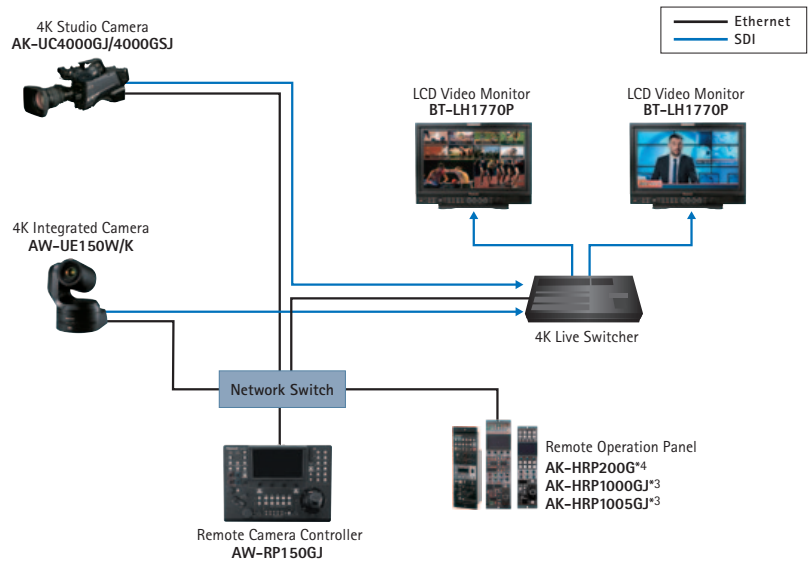 4K Studio Camera
AK-UC4000GJ/4000GSJ
Ethernet
SDI
LCD Video Monitor
BT-LH1770P
LCD Video Monitor
BT-LH1770P
4K Integrated Camera
AW-UE150W/K
4K Live Switcher
Network Switch
Remote Operation Panel
AK-HRP200G*4
AK-HRP1000GJ*3
AK-HRP1005GJ*3
Remote Camera Controller
AW-RP150GJ